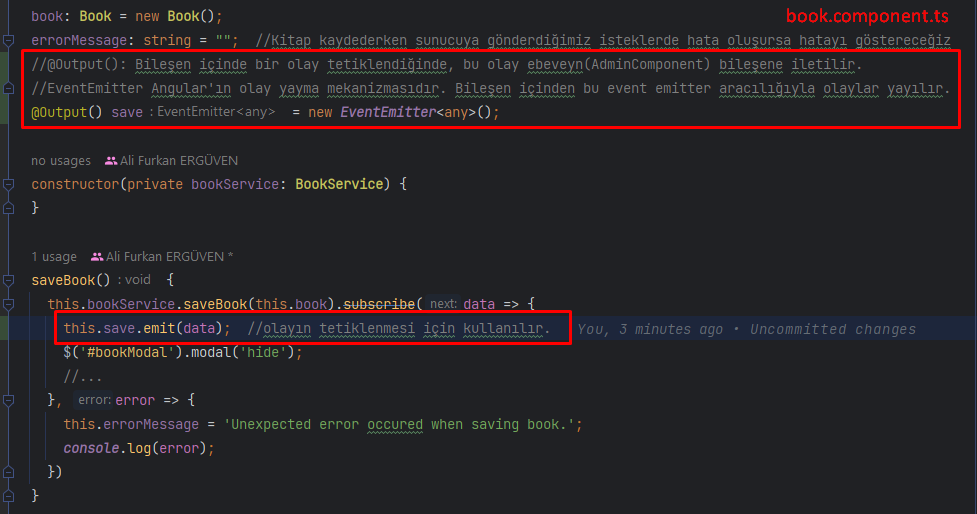 book.component.ts
book: Book = new Book();
errorMessage: string = "";  //Kitap kaydederken sunucuya gönderdiğimiz isteklerde hata oluşursa hatayı göstereceğiz
//@Output(): Bileşen içinde bir olay tetiklendiğinde, bu olay ebeveyn(AdminComponent) bileşene iletilir.
//EventEmitter Angular'ın olay yayma mekanizmasıdır. Bileşen içinden bu event emitter aracılığıyla olaylar yayılır.
@Output() save : EventEmitter<any>  = new EventEmitter<any>();
no usages  Ali Furkan ERGÜVEN
constructor(private bookService: BookService) {
}
1 usage  Ali Furkan ERGÜVEN *
saveBook() : void  {
this.bookService.saveBook(this.book).subscribe( next: data => {
this.save.emit(data);  //olayın tetiklenmesi için kullanılır.  You, 3 minutes ago • Uncommitted changes
$('#bookModal').modal('hide');
//...
}, error: error => {
this.errorMessage = 'Unexpected error occured when saving book.';
console.log(error);
})
}